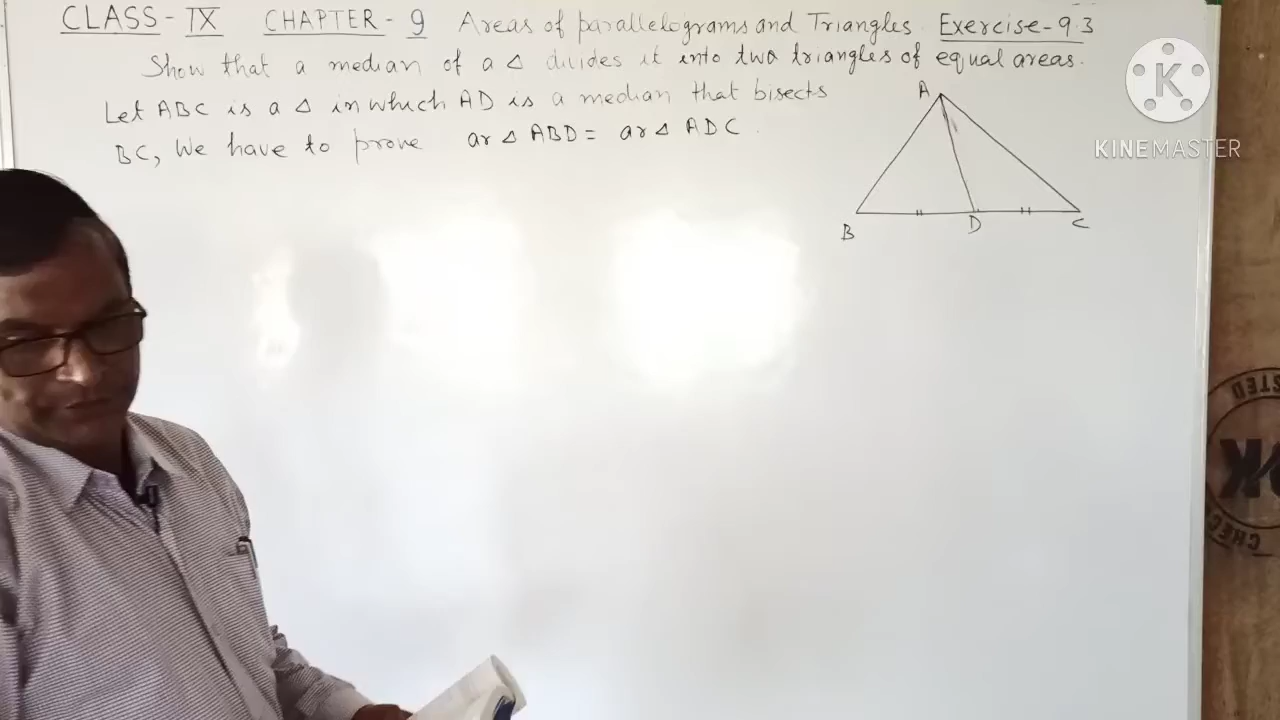 CLASS - IX CHAPTER - 9 Areas of parallelograms and Triangles. Exercise - 9.3
Show that a median of a △ divides it into two triangles of equal areas.
Let ABC is a △ in which AD is a median that bisects
BC, We have to prove ar △ ABD = ar △ ADC.
A
B
D
C
K
KINEMASTER